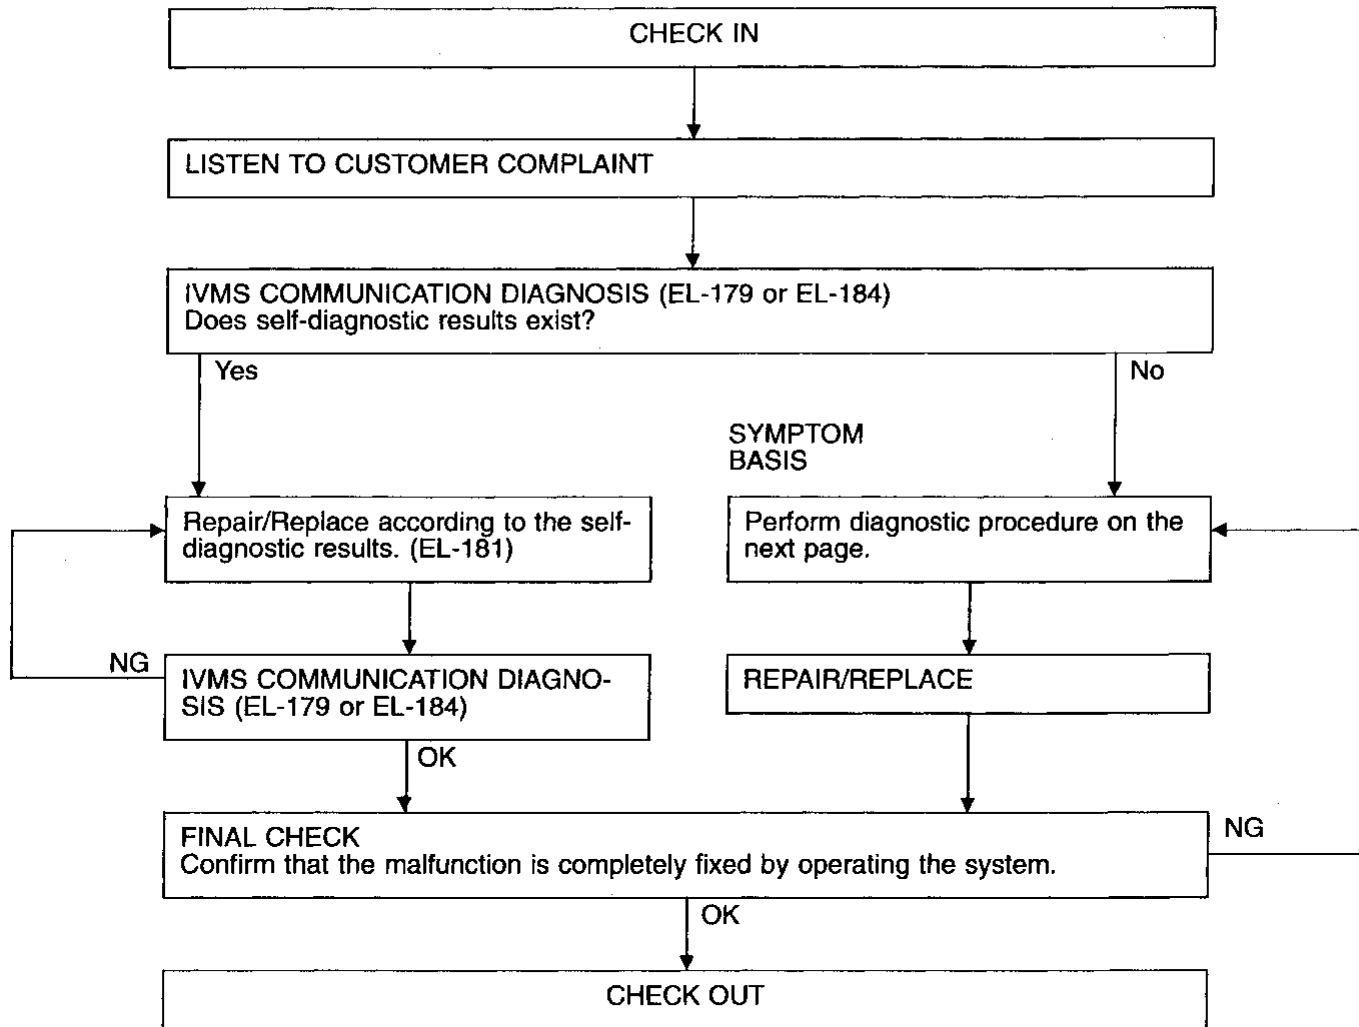 CHECK IN
LISTEN TO CUSTOMER COMPLAINT
IVMS COMMUNICATION DIAGNOSIS (EL-179 or EL-184)
Does self-diagnostic results exist?
Yes
No
SYMPTOM
BASIS
Repair/Replace according to the self-
diagnostic results. (EL-181)
Perform diagnostic procedure on the
next page.
NG
IVMS COMMUNICATION DIAGNO-
SIS (EL-179 or EL-184)
REPAIR/REPLACE
OK
FINAL CHECK
Confirm that the malfunction is completely fixed by operating the system.
NG
OK
CHECK OUT